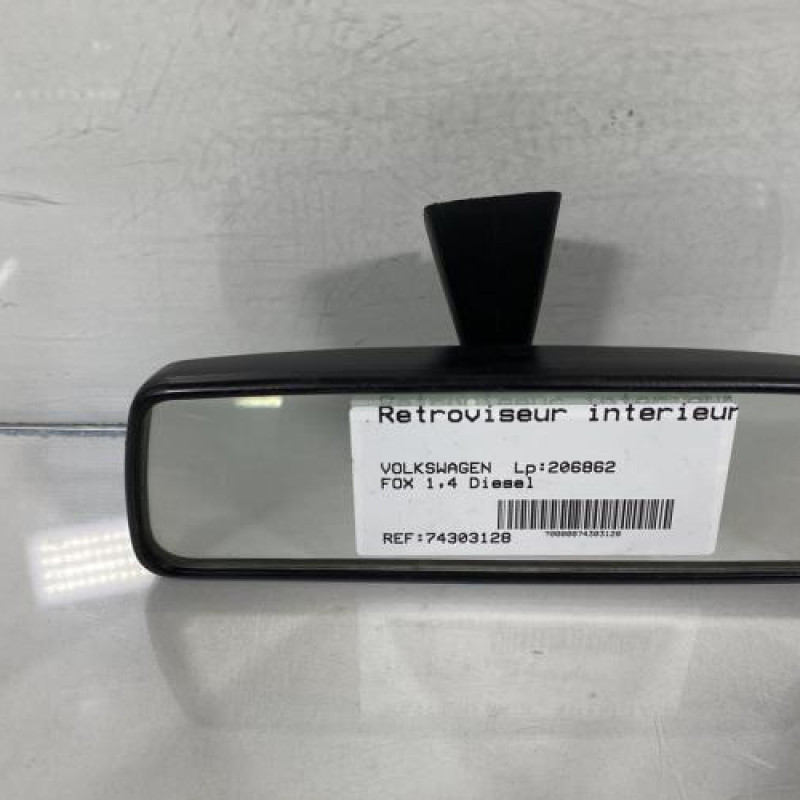 Retroviseur interieur
VOLKSWAGEN Lp:206862
FOX 1.4 Diesel
REF:74303128